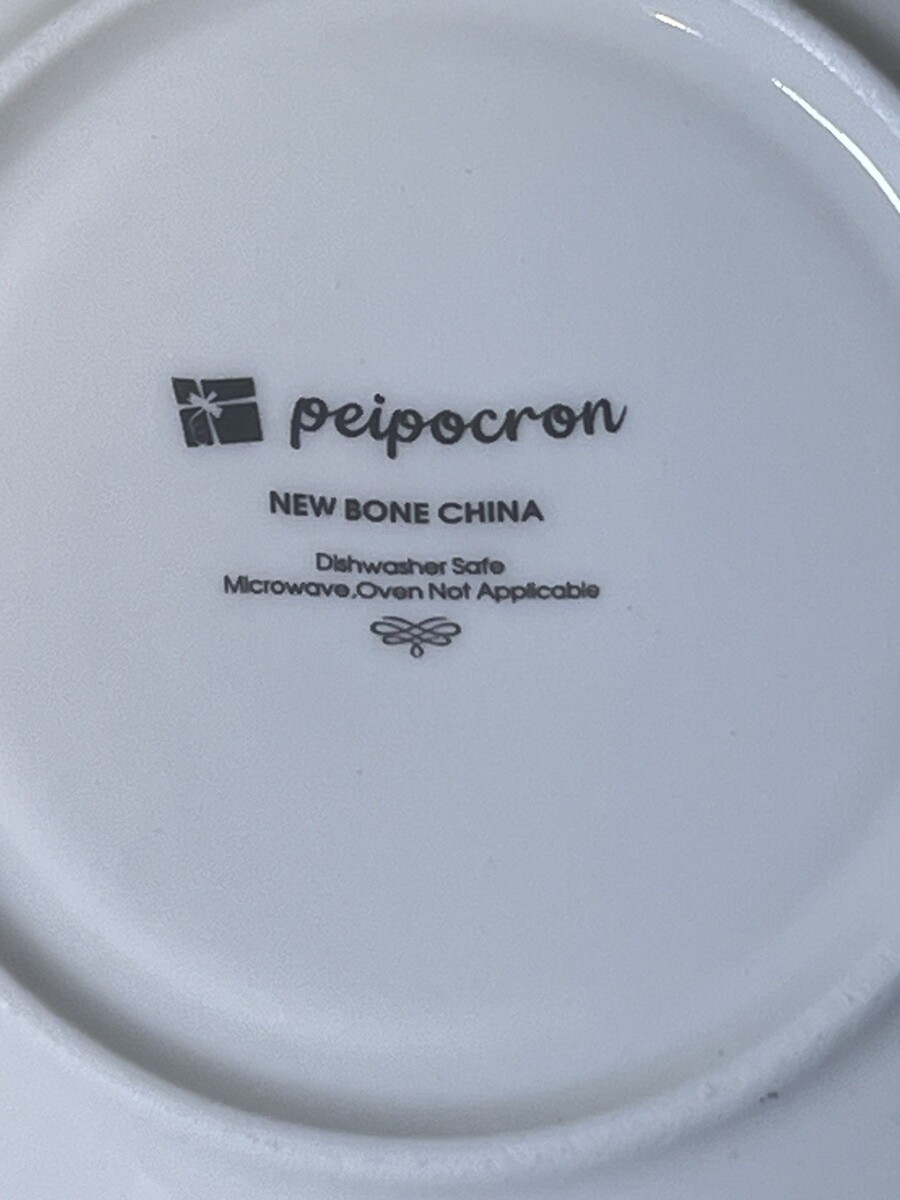 peipocron
NEW BONE CHINA
Dishwasher Safe
Microwave,Oven Not Applicable